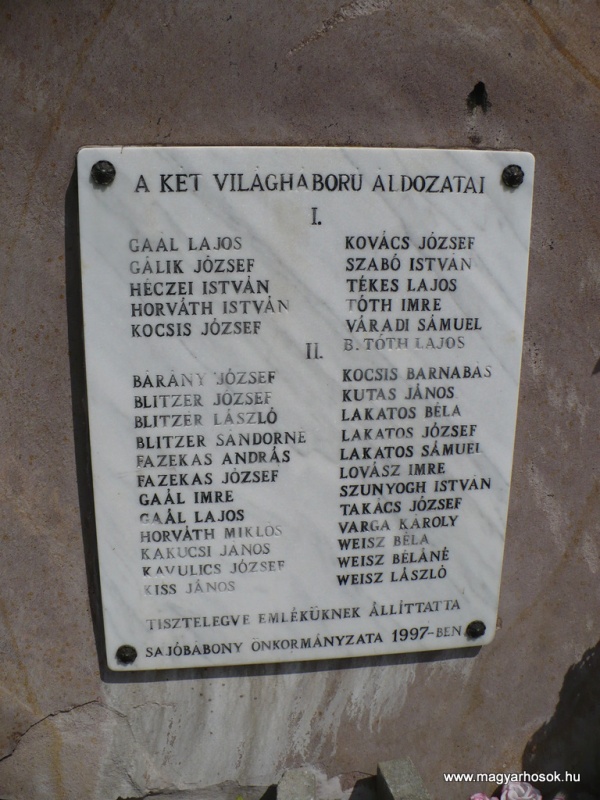 A KÉT VILÁGHÁBORÚ ÁLDOZATAI
I.
GAÁL LAJOS
GÁLIK JÓZSEF
HÉCZEI ISTVÁN
HORVÁTH ISTVÁN
KOCSIS JÓZSEF
KOVÁCS JÓZSEF
SZABÓ ISTVÁN
TÉKES LAJOS
TÓTH IMRE
VÁRADI SÁMUEL
B. TÓTH LAJOS
II.
BÁRÁNY JÓZSEF
BLITZER JÓZSEF
BLITZER LÁSZLÓ
BLITZER SÁNDORNE
FAZEKAS ANDRÁS
FAZEKAS JÓZSEF
GAÁL IMRE
GAÁL LAJOS
HORVÁTH MIKLÓS
KAKUCSI JÁNOS
KAVULICS JÓZSEF
KISS JÁNOS
KOCSIS BARNABÁS
KUTAS JÁNOS
LAKATOS BÉLA
LAKATOS JÓZSEF
LAKATOS SÁMUEL
LOVÁSZ IMRE
SZUNYOGH ISTVÁN
TAKÁCS JÓZSEF
VARGA KÁROLY
WEISZ BÉLA
WEISZ BÉLÁNÉ
WEISZ LÁSZLÓ
TISZTELEGVE EMLÉKÜKNEK ÁLLÍTTATTA
SAJÓBÁBONY ÖNKORMÁNYZATA 1997-BEN
www.magyarhosok.hu